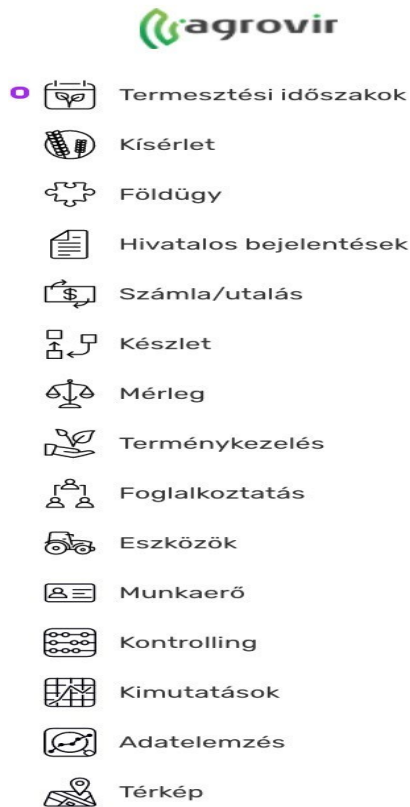 agrovir
Termesztési időszakok
Kísérlet
Földügy
Hivatalos bejelentések
Számla/utalás
Készlet
Mérleg
Terménykezelés
Foglalkoztatás
Eszközök
Munkaerő
Kontrolling
Kimutatások
Adatelemzés
Térkép